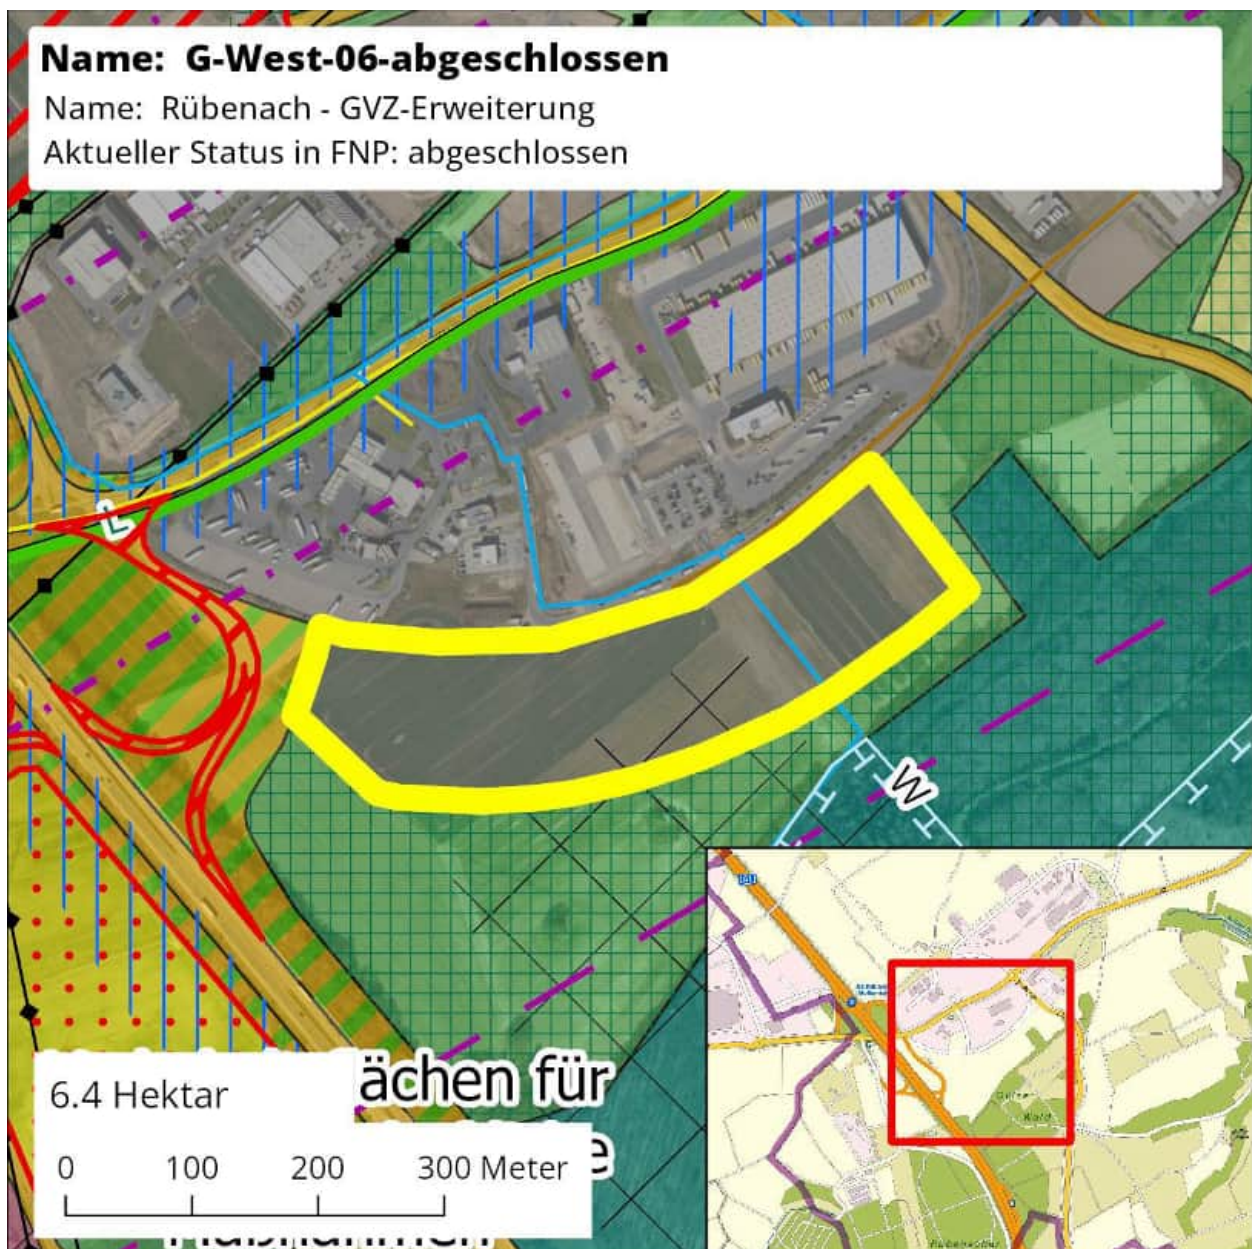 Name: G-West-06-abgeschlossen
Name: Rübenach - GVZ-Erweiterung
Aktueller Status in FNP: abgeschlossen
L
W
ächen für
6.4 Hektar
0 100 200 300 Meter